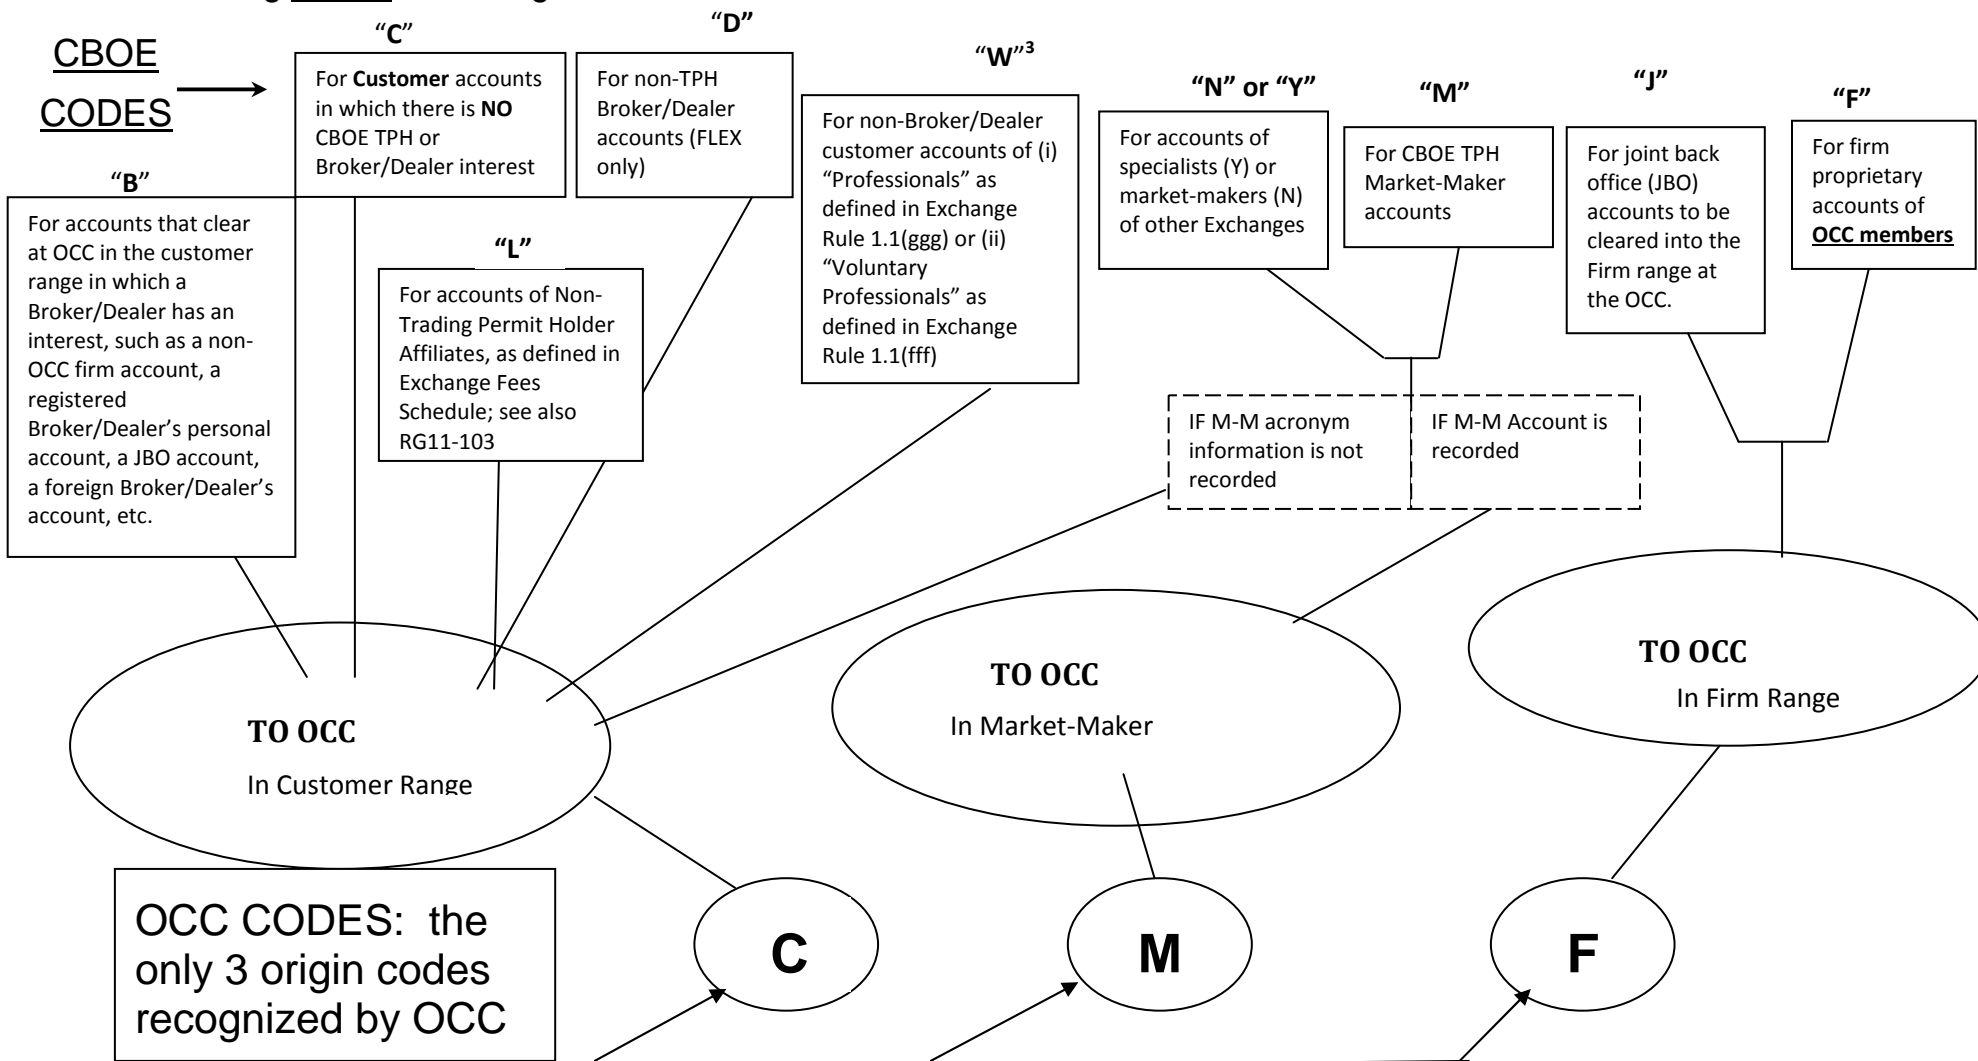 CBOE
CODES
“B”
For accounts that clear
at OCC in the customer
range in which a
Broker/Dealer has an
interest, such as a non-
OCC firm account, a
registered
Broker/Dealer’s personal
account, a JBO account,
a foreign Broker/Dealer’s
account, etc.
“C”
For Customer accounts
in which there is NO
CBOE TPH or
Broker/Dealer interest
“L”
For accounts of Non-
Trading Permit Holder
Affiliates, as defined in
Exchange Fees
Schedule; see also
RG11-103
“D”
For non-TPH
Broker/Dealer
accounts (FLEX
only)
“W”³
For non-Broker/Dealer
customer accounts of (i)
“Professionals” as
defined in Exchange
Rule 1.1(ggg) or (ii)
“Voluntary
Professionals” as
defined in Exchange
Rule 1.1(fff)
“N” or “Y”
For accounts of
specialists (Y) or
market-makers (N)
of other Exchanges
“M”
For CBOE TPH
Market-Maker
accounts
“J”
For joint back
office (JBO)
accounts to be
cleared into the
Firm range at
the OCC.
“F”
For firm
proprietary
accounts of
OCC members
IF M-M acronym
information is not
recorded
IF M-M Account is
recorded
TO OCC
In Customer Range
TO OCC
In Market-Maker
TO OCC
In Firm Range
OCC CODES: the
only 3 origin codes
recognized by OCC
C
M
F